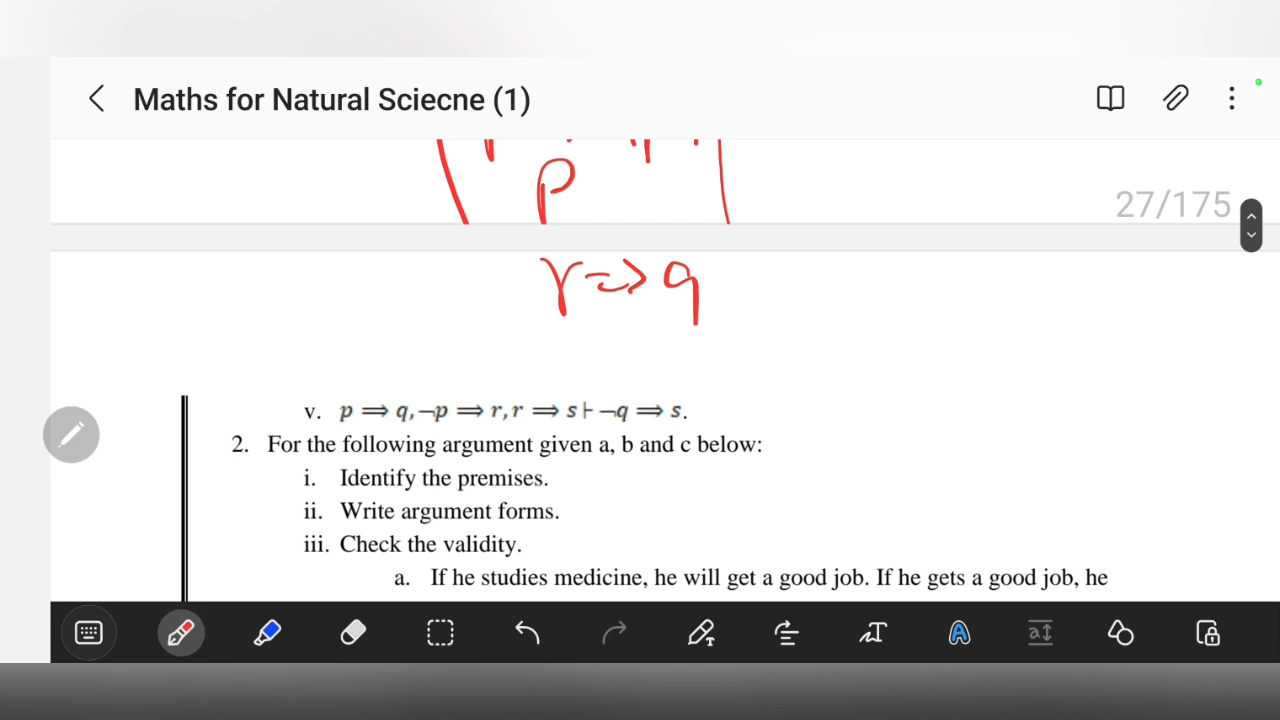 Maths for Natural Sciecne (1)
p
27/175
r => q
v. p ⟹ q, ¬p ⟹ r, r ⟹ s ⊢ ¬q ⟹ s.
2. For the following argument given a, b and c below:
i. Identify the premises.
ii. Write argument forms.
iii. Check the validity.
a. If he studies medicine, he will get a good job. If he gets a good job, he